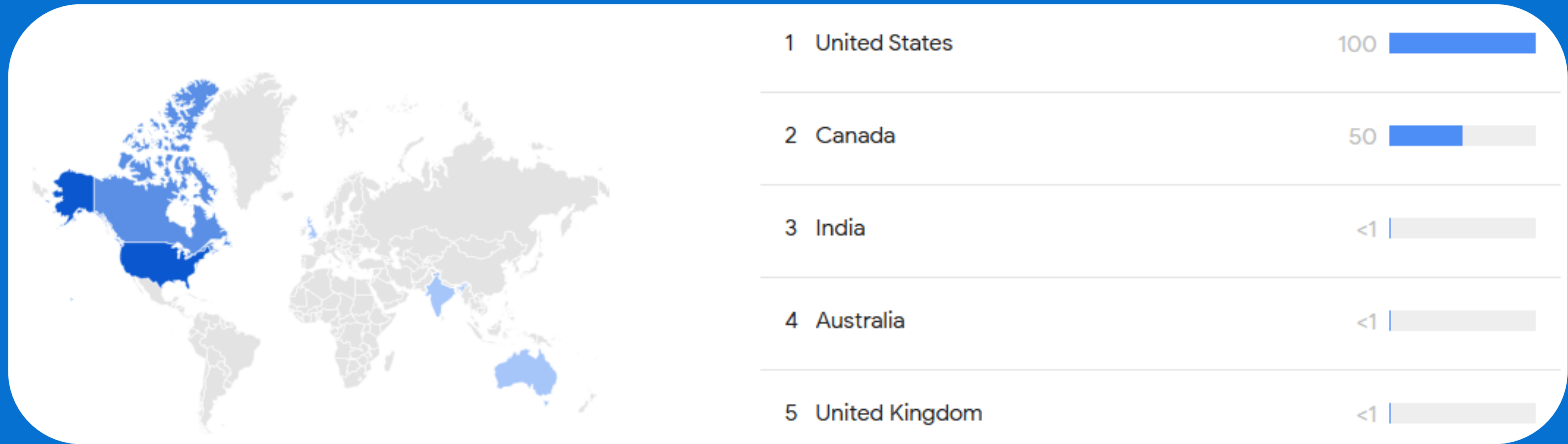 1 United States 100
2 Canada 50
3 India <1
4 Australia <1
5 United Kingdom <1